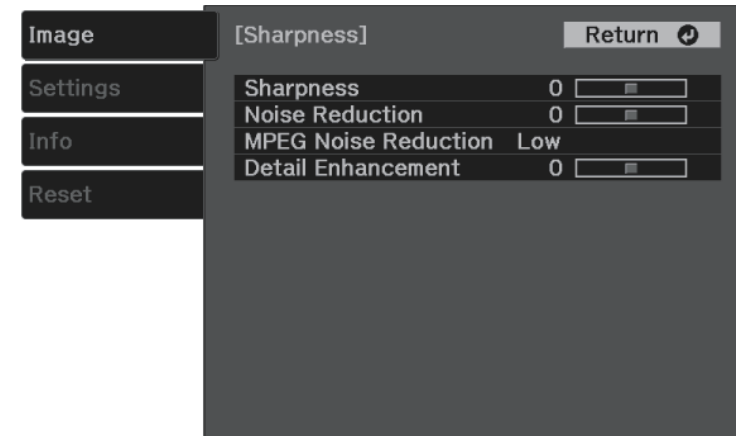 Image
Settings
Info
Reset
[Sharpness]
Return
Sharpness 0
Noise Reduction 0
MPEG Noise Reduction Low
Detail Enhancement 0